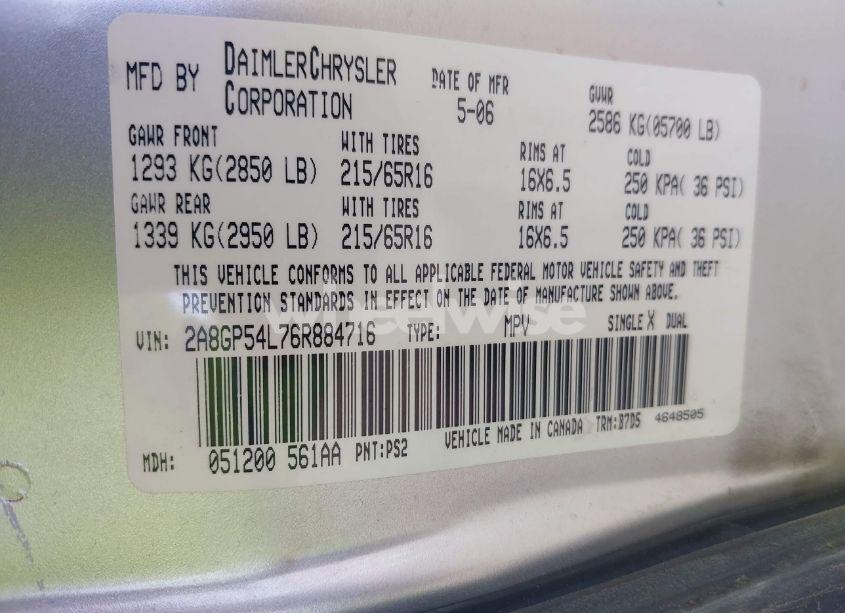 MFD BY DAIMLERCHRYSLER CORPORATION DATE OF MFR 5-06 GVWR 2586 KG(05700 LB)
GAWR FRONT WITH TIRES RIMS AT COLD
1293 KG(2850 LB) 215/65R16 16X6.5 250 KPA( 36 PSI)
GAWR REAR WITH TIRES RIMS AT COLD
1339 KG(2950 LB) 215/65R16 16X6.5 250 KPA( 36 PSI)
THIS VEHICLE CONFORMS TO ALL APPLICABLE FEDERAL MOTOR VEHICLE SAFETY AND THEFT
PREVENTION STANDARDS IN EFFECT ON THE DATE OF MANUFACTURE SHOWN ABOVE.
wheelwise
VIN: 2A8GP54L76R884716 TYPE: MPV SINGLE X DUAL
MDH: 051200 561AA PNT:PS2 VEHICLE MADE IN CANADA TRM:B7D5 4648505